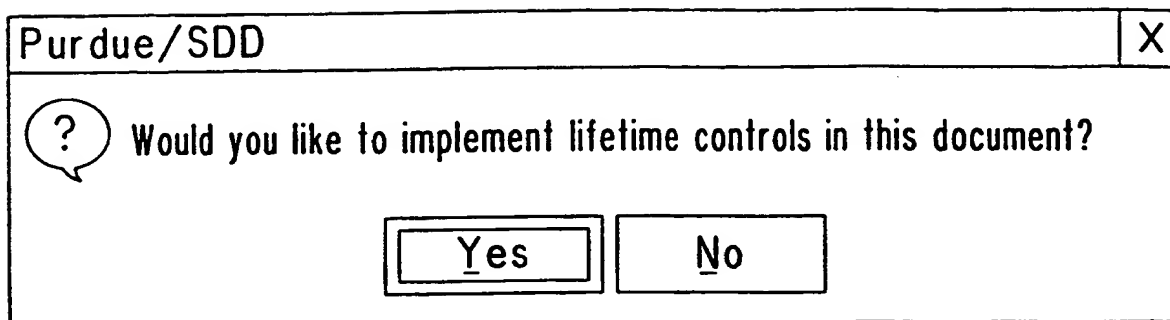 Purdue/SDD X
? Would you like to implement lifetime controls in this document?
Yes No